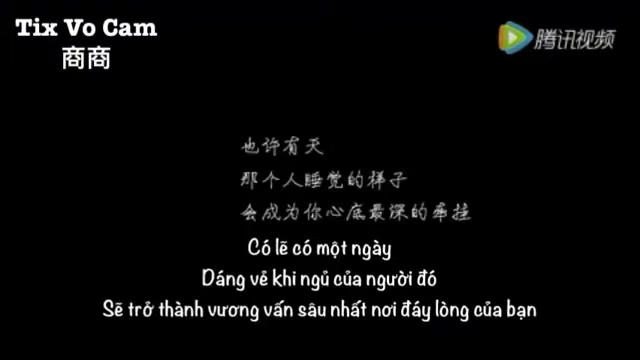 Tix Vo Cam
商商
腾讯视频
也许有天
那个人睡觉的样子
会成为你心底最深的牵挂
Có lẽ có một ngày
Dáng vẻ khi ngủ của người đó
Sẽ trở thành vương vấn sâu nhất nơi đáy lòng của bạn